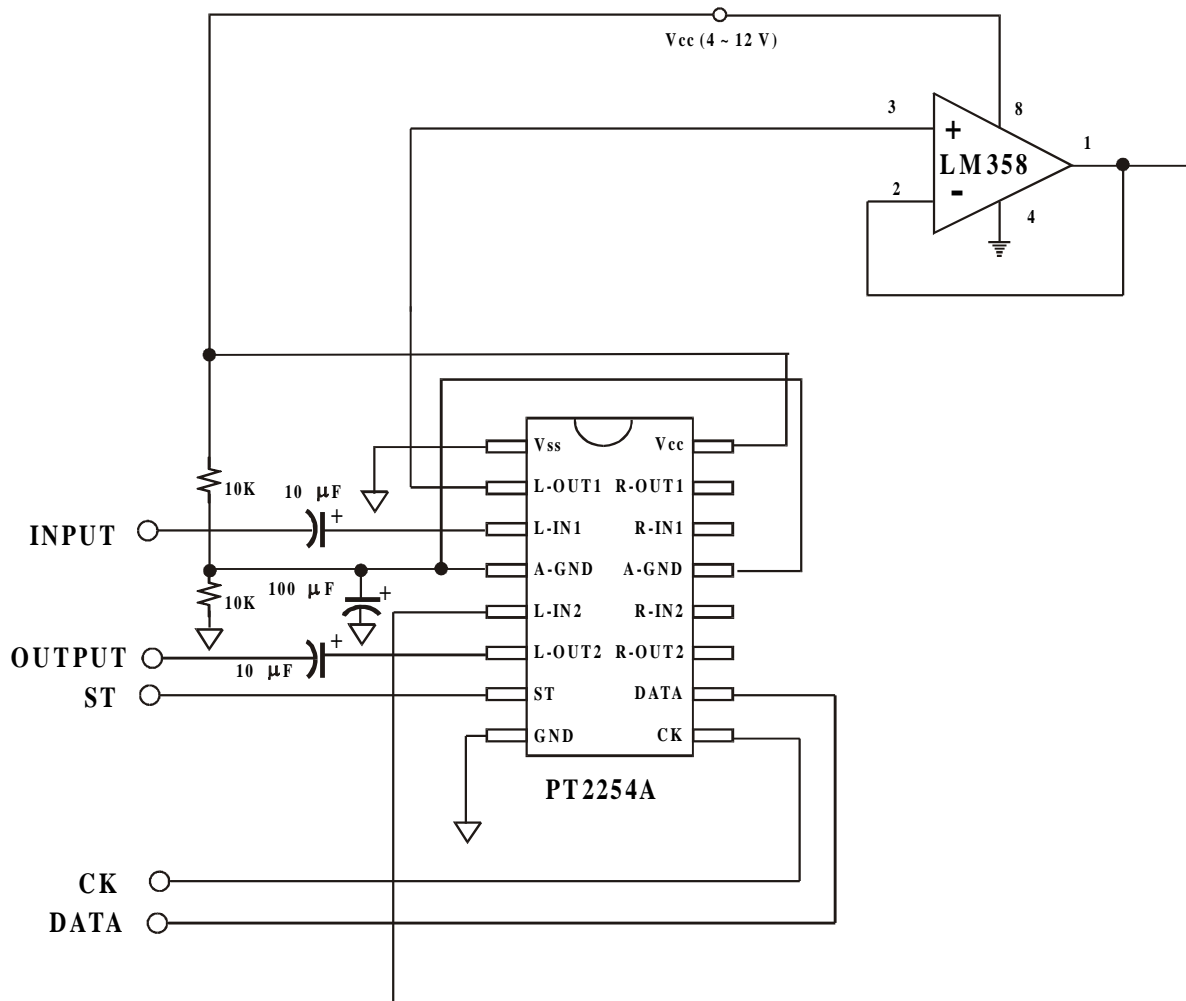 Vcc (4 ~ 12 V)
3
8
+
1
LM358
2
-
4
Vss
Vcc
10K
10 μF
+
L-OUT1
R-OUT1
INPUT
L-IN1
R-IN1
A-GND
A-GND
100 μF
+
10K
L-IN2
R-IN2
+
OUTPUT
10 μF
L-OUT2
R-OUT2
ST
ST
DATA
GND
CK
PT2254A
CK
DATA